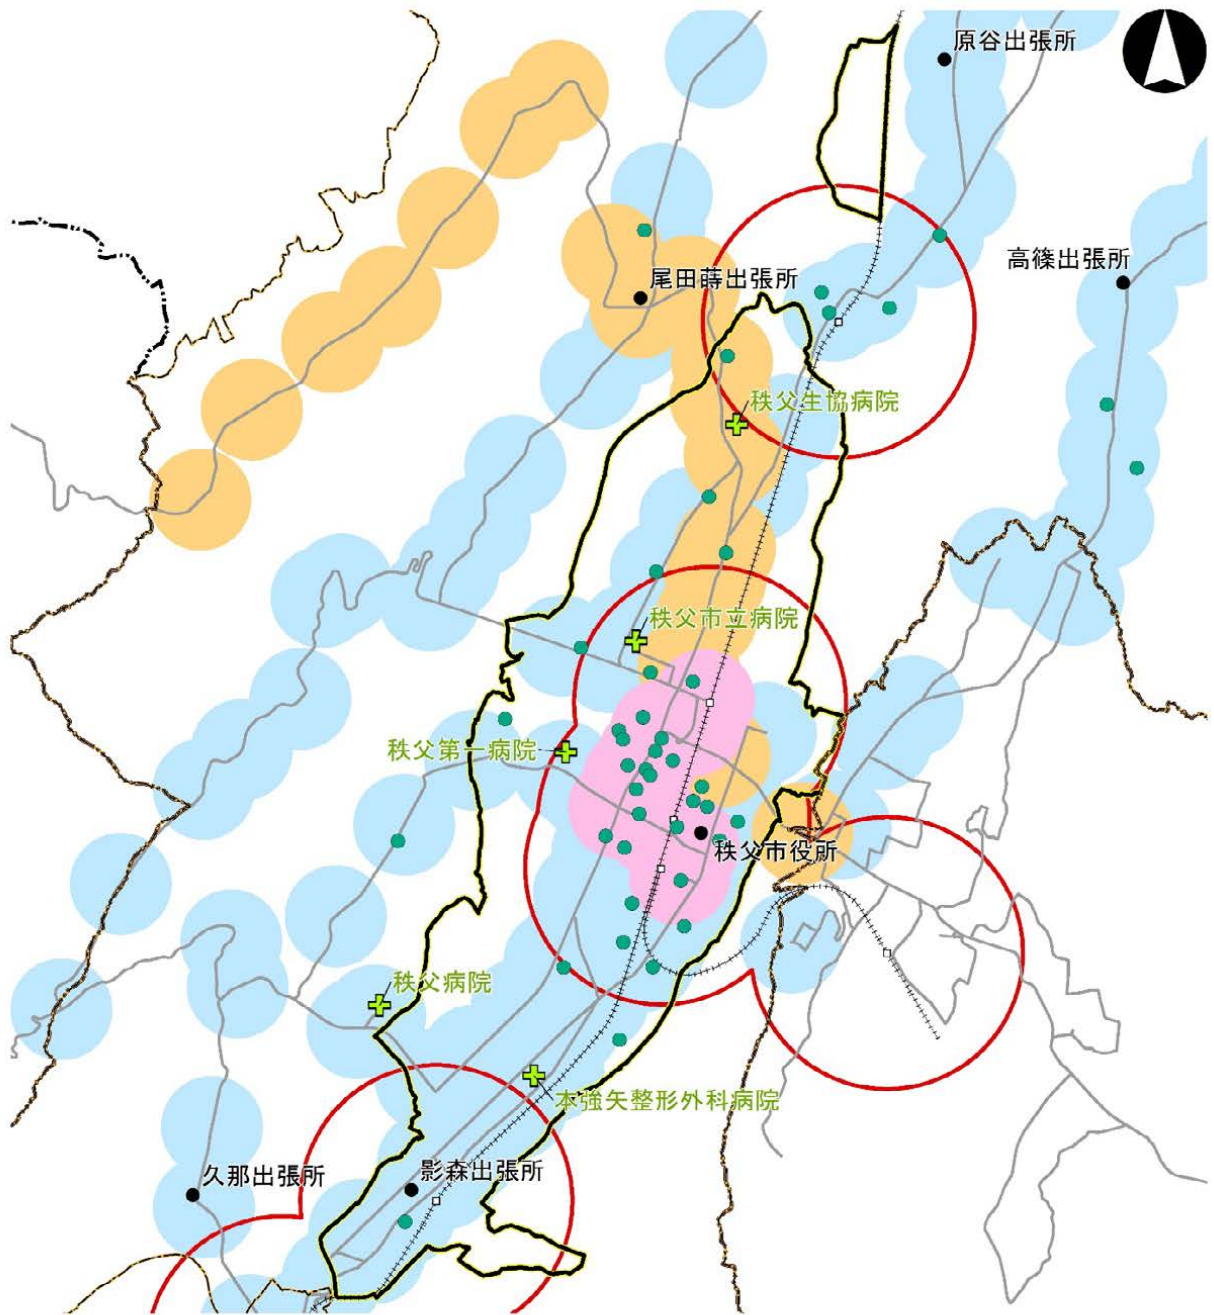 原谷出張所
高篠出張所
尾田蒔出張所
秩父生協病院
秩父市立病院
秩父第一病院
秩父市役所
秩父病院
本強矢整形外科病院
久那出張所
影森出張所